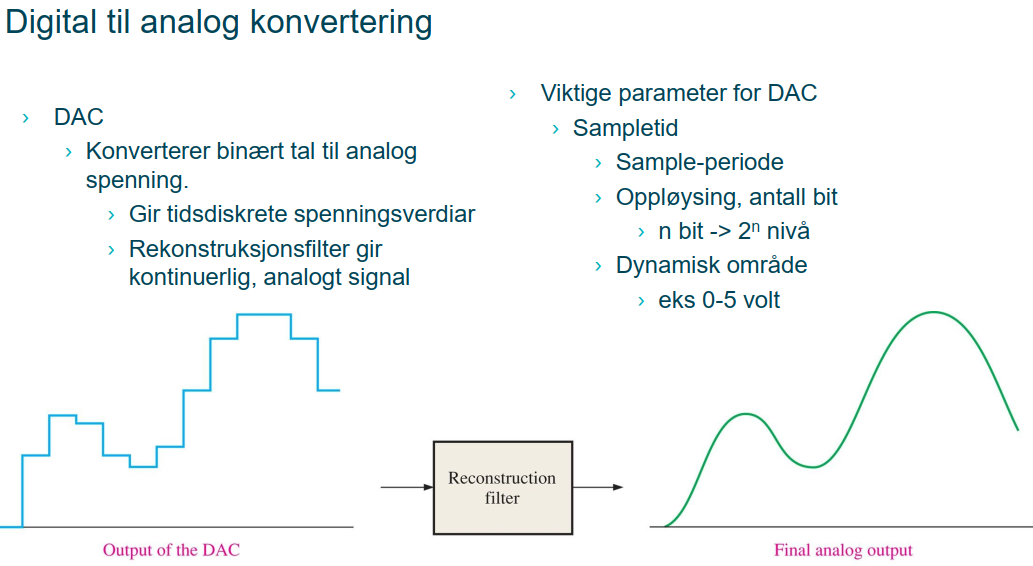 Digital til analog konvertering
› DAC
› Konverterer binært tal til analog
spenning.
› Gir tidsdiskrete spenningsverdiar
› Rekonstruksjonsfilter gir
kontinuerlig, analogt signal
› Viktige parameter for DAC
› Sampletid
› Sample-periode
› Oppløysing, antall bit
› n bit -> 2ⁿ nivå
› Dynamisk område
› eks 0-5 volt
Reconstruction
filter
Output of the DAC
Final analog output